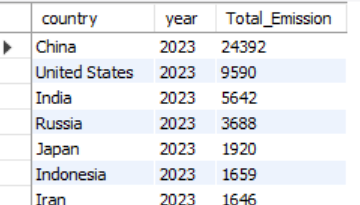 country year Total_Emission
China 2023 24392
United States 2023 9590
India 2023 5642
Russia 2023 3688
Japan 2023 1920
Indonesia 2023 1659
Iran 2023 1646